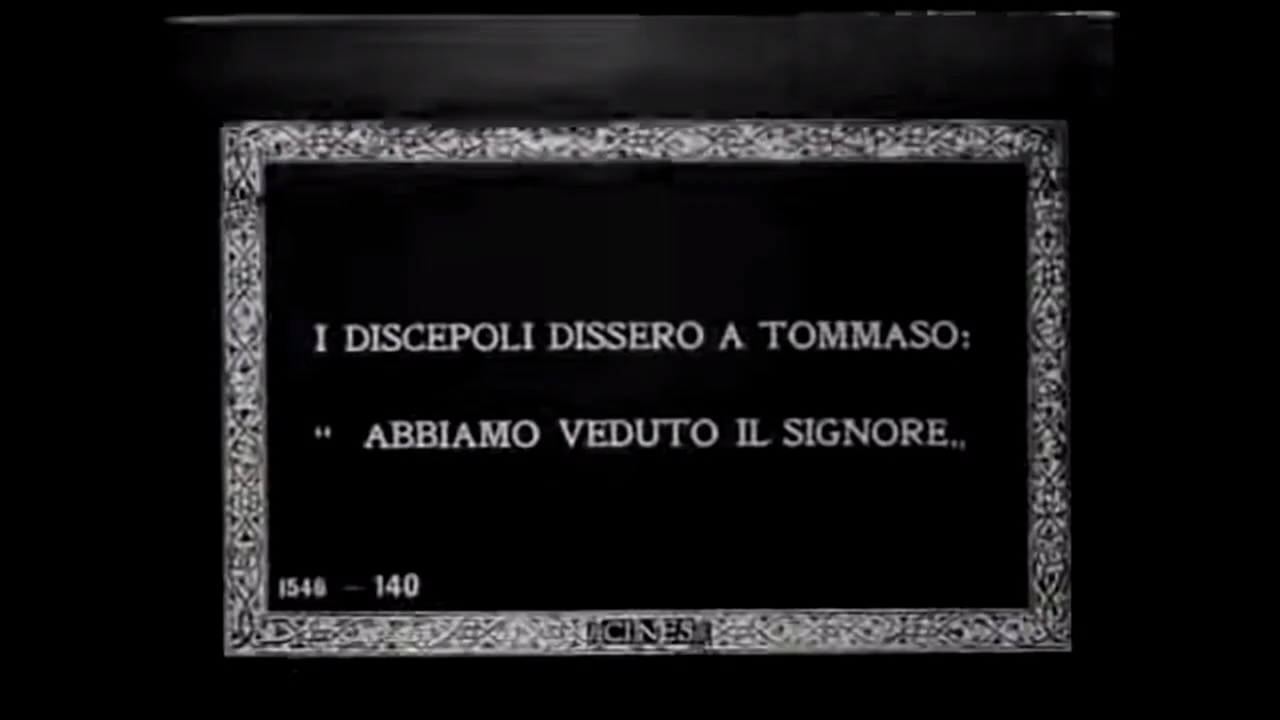 I DISCEPOLI DISSERO A TOMMASO:
“ ABBIAMO VEDUTO IL SIGNORE„
1546 — 140
CINES